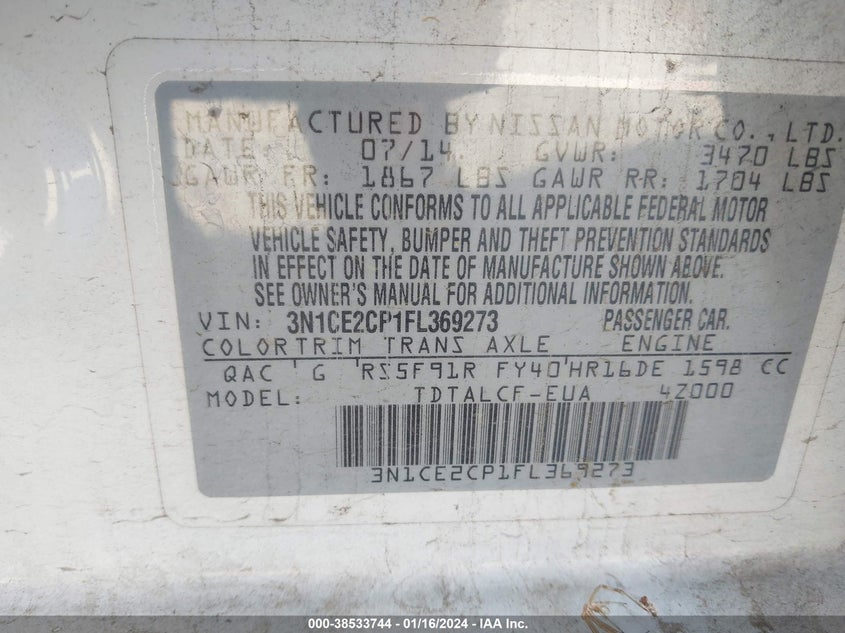 MANUFACTURED BY NISSAN MOTOR CO., LTD.
DATE 07/14 GVWR: 3470 LBS
GAWR FR: 1867 LBS GAWR RR: 1704 LBS
THIS VEHICLE CONFORMS TO ALL APPLICABLE FEDERAL MOTOR
VEHICLE SAFETY, BUMPER AND THEFT PREVENTION STANDARDS
IN EFFECT ON THE DATE OF MANUFACTURE SHOWN ABOVE.
SEE OWNER'S MANUAL FOR ADDITIONAL INFORMATION.
VIN: 3N1CE2CP1FL369273 PASSENGER CAR.
COLORTRIM TRANS AXLE ENGINE
QAC G RS5F91R FY40 HR16DE 1598 CC
MODEL: TDTALCF-EUA 4Z000
3N1CE2CP1FL369273
000-38533744 - 01/16/2024 - IAA Inc.